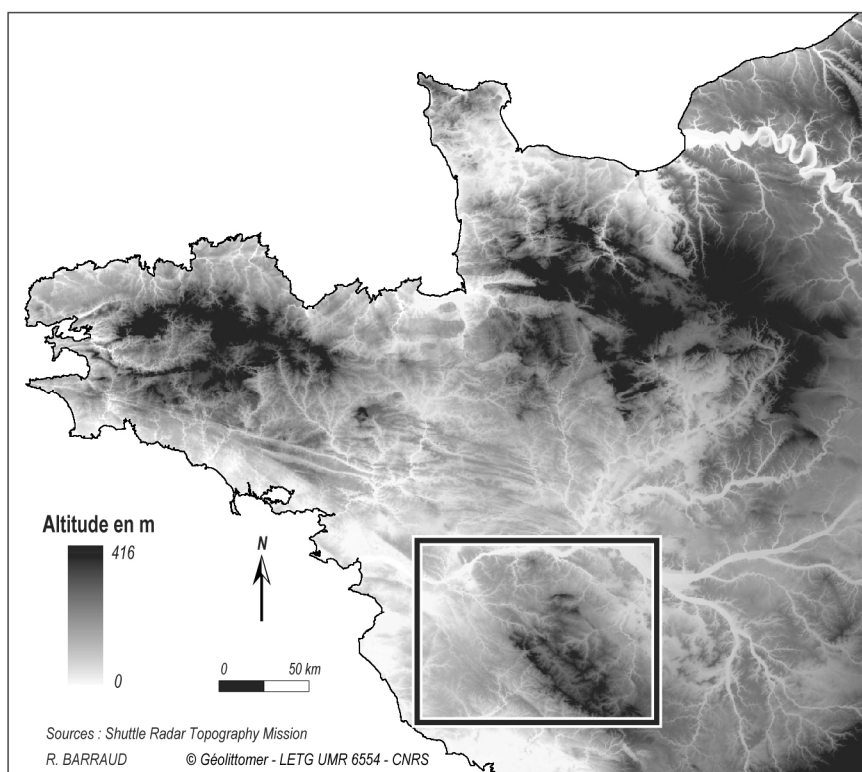 Altitude en m
416
0
N
0 50 km
Sources : Shuttle Radar Topography Mission
R. BARRAUD © Géolittomer - LETG UMR 6554 - CNRS